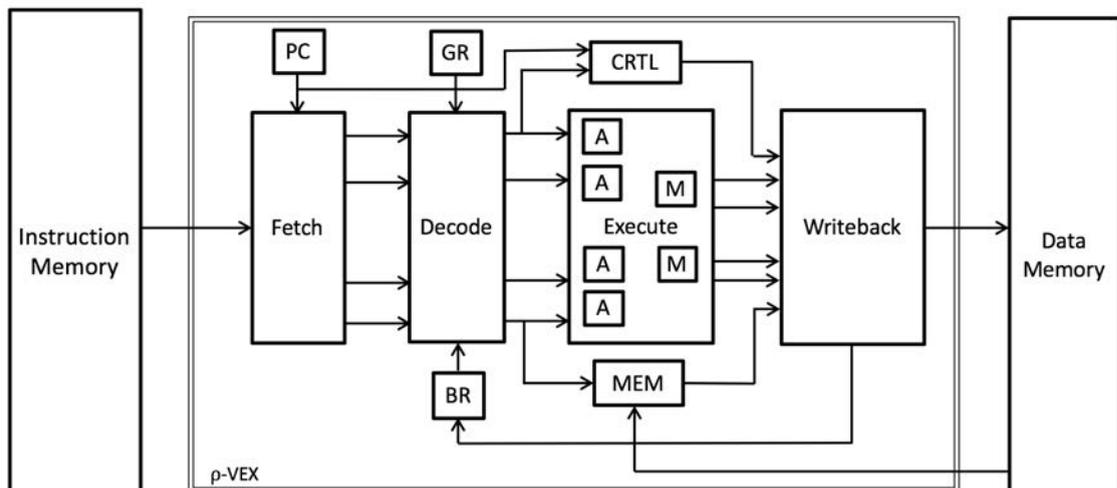 PC
GR
CRTL
A
A
M
Instruction
Memory
Fetch
Decode
Execute
Writeback
Data
Memory
A
M
A
BR
MEM
ρ-VEX